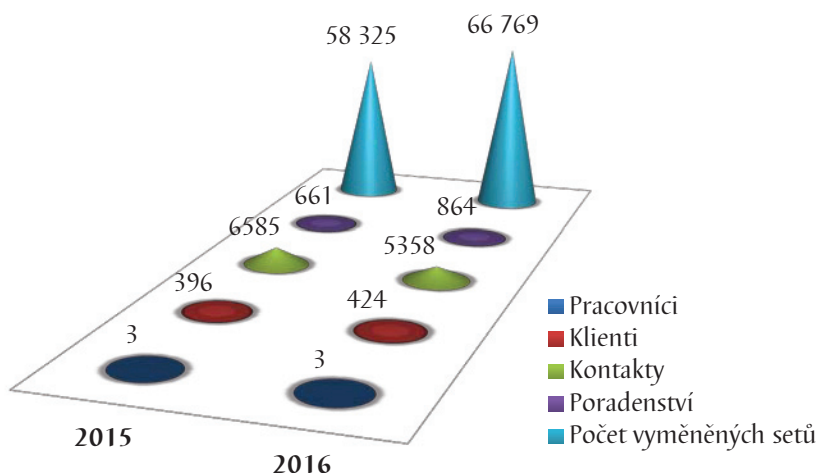 58 325
66 769
661
864
6585
5358
396
424
3
3
2015
2016
Pracovníci
Klienti
Kontakty
Poradenství
Počet vyměněných setů